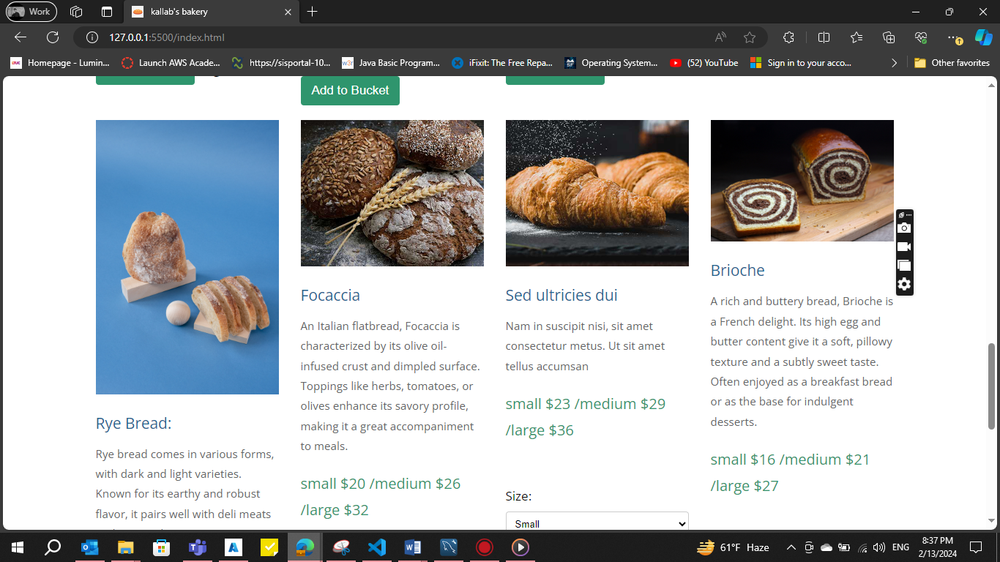 Work
kallab's bakery
127.0.0.1:5500/index.html
Homepage - Lumin...
Launch AWS Acade...
https://sisportal-10...
w3r
Java Basic Program...
iFixit: The Free Repa...
Operating System...
(52) YouTube
Sign in to your acco...
Other favorites
Add to Bucket
Rye Bread:
Rye bread comes in various forms,
with dark and light varieties.
Known for its earthy and robust
flavor, it pairs well with deli meats
Focaccia
An Italian flatbread, Focaccia is
characterized by its olive oil-
infused crust and dimpled surface.
Toppings like herbs, tomatoes, or
olives enhance its savory profile,
making it a great accompaniment
to meals.
small $20 /medium $26
/large $32
Sed ultricies dui
Nam in suscipit nisi, sit amet
consectetur metus. Ut sit amet
tellus accumsan
small $23 /medium $29
/large $36
Size:
Small
Brioche
A rich and buttery bread, Brioche is
a French delight. Its high egg and
butter content give it a soft, pillowy
texture and a subtly sweet taste.
Often enjoyed as a breakfast bread
or as the base for indulgent
desserts.
small $16 /medium $21
/large $27
61°F Haze
ENG
8:37 PM
2/13/2024